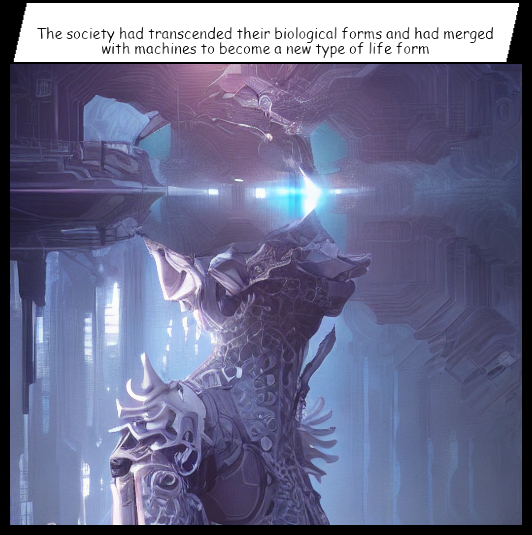 The society had transcended their biological forms and had merged
with machines to become a new type of life form